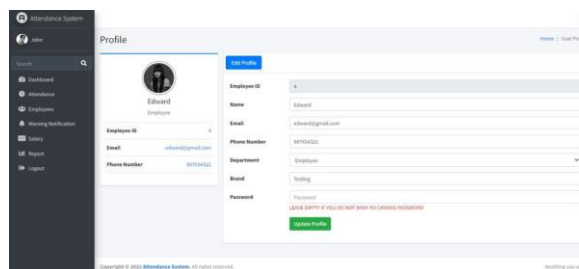 Attendance System
John
Search
Dashboard
Attendence
Employees
Warning Notification
Salary
Report
Logout
Profile
Home / User Pr
Edward
Employee
Employee ID 4
Email edward@gmail.com
Phone Number 987654321
Edit Profile
Employee ID 4
Name Edward
Email edward@gmail.com
Phone Number 987654321
Department Employee
Brand Testing
Password Password
LEAVE EMPTY IF YOU DO NOT WISH TO CHANGE PASSWORD
Update Profile
Copyright © 2022 Attendance System. All rights reserved.
Anything you